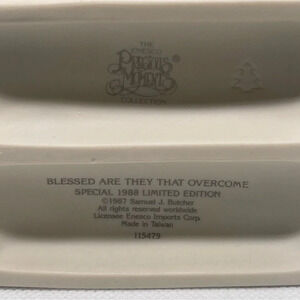 THE
ENESCO
PRECIOUS
MOMENTS®
COLLECTION
BLESSED ARE THEY THAT OVERCOME
SPECIAL 1988 LIMITED EDITION
©1987 Samuel J. Butcher
All rights reserved worldwide
Licensee Enesco Imports Corp.
Made in Taiwan
115479